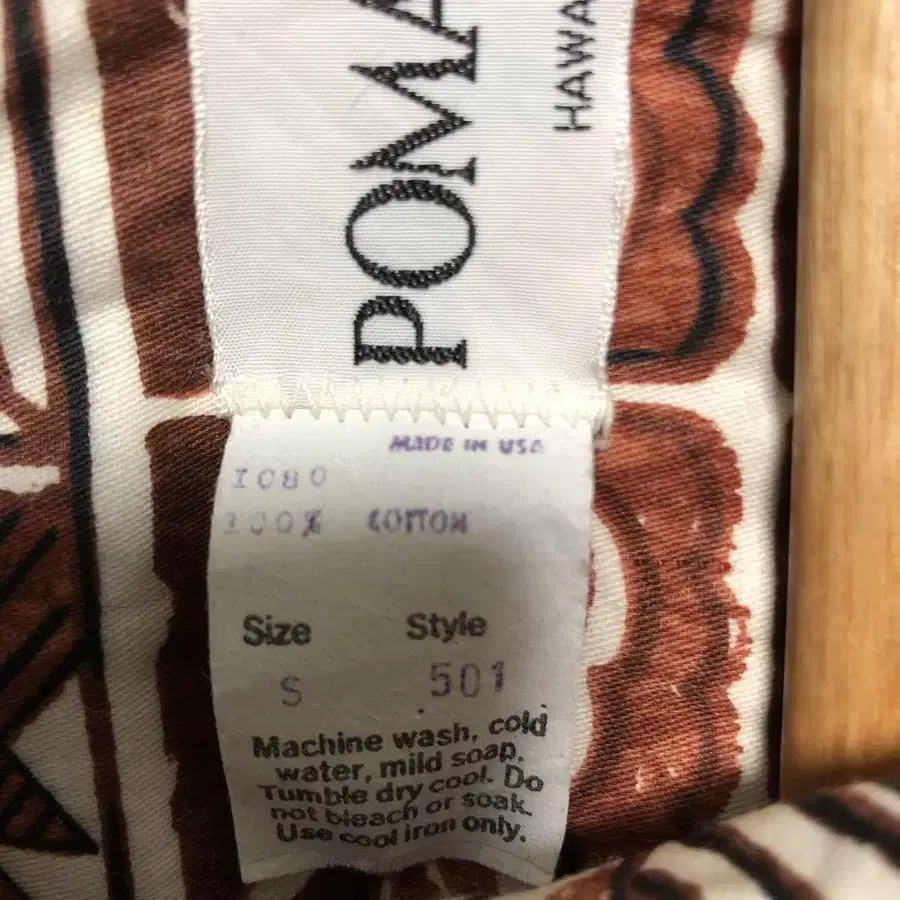 POMA
HAWA
MADE IN USA
IC80
100% COTTON
Size Style
S 501
Machine wash, cold
water, mild soap.
Tumble dry cool. Do
not bleach or soak.
Use cool iron only.